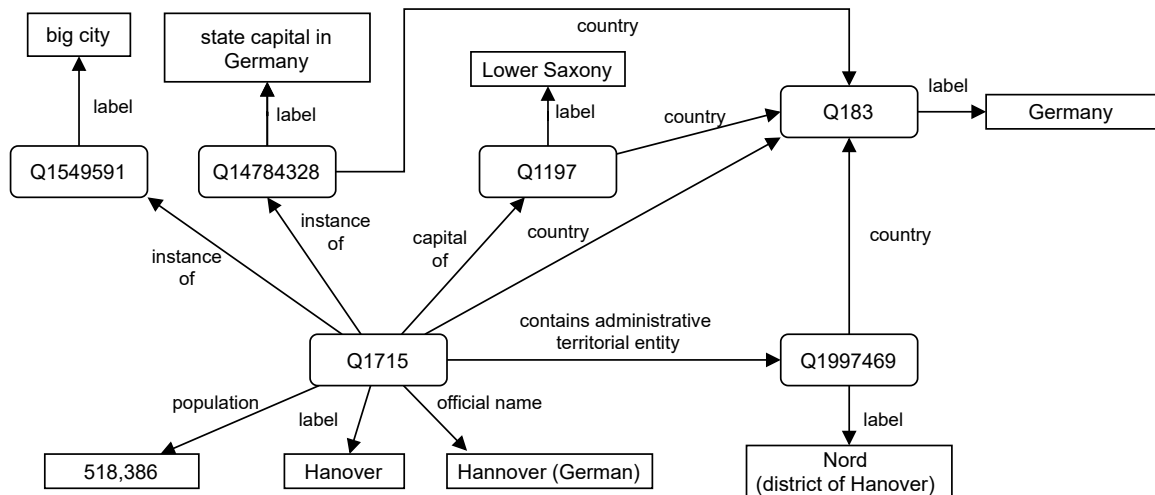 big city
state capital in
Germany
country
Lower Saxony
label
label
label
label
Q183
Germany
country
Q1549591
Q14784328
Q1197
instance
of
instance
of
capital
of
country
country
contains administrative
territorial entity
Q1715
Q1997469
population
label
official name
label
518,386
Hanover
Hannover (German)
Nord
(district of Hanover)